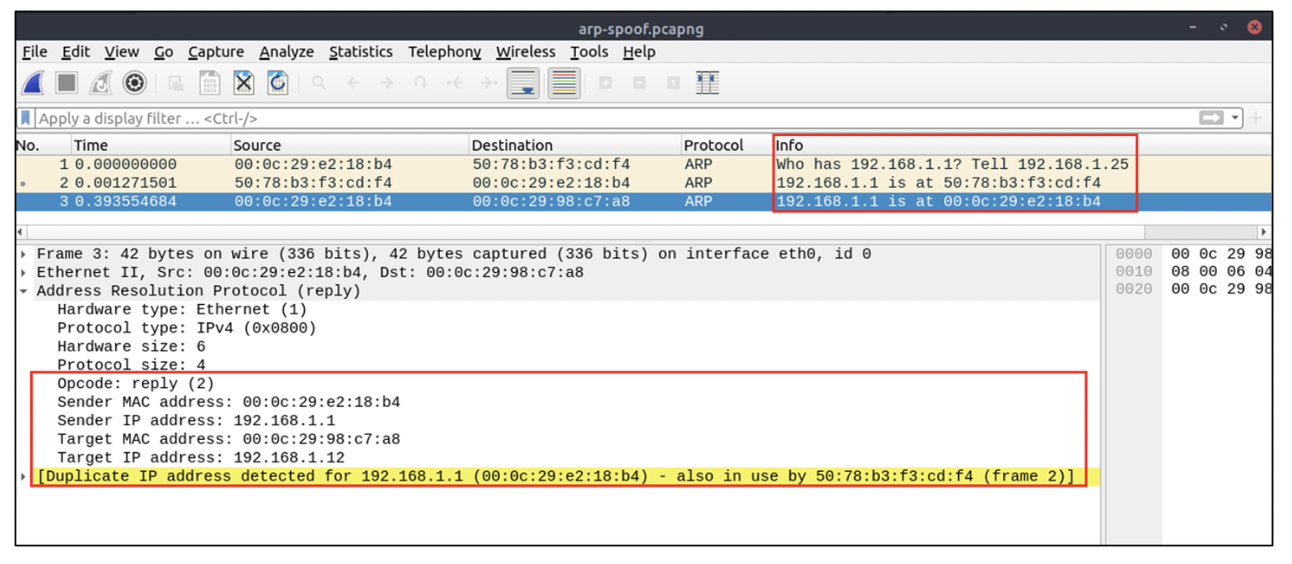 arp-spoof.pcapng
File Edit View Go Capture Analyze Statistics Telephony Wireless Tools Help
Apply a display filter ... <Ctrl-/>
No. Time Source Destination Protocol Info
1 0.000000000 00:0c:29:e2:18:b4 50:78:b3:f3:cd:f4 ARP Who has 192.168.1.1? Tell 192.168.1.25
2 0.001271501 50:78:b3:f3:cd:f4 00:0c:29:e2:18:b4 ARP 192.168.1.1 is at 50:78:b3:f3:cd:f4
3 0.393554684 00:0c:29:e2:18:b4 00:0c:29:98:c7:a8 ARP 192.168.1.1 is at 00:0c:29:e2:18:b4
Frame 3: 42 bytes on wire (336 bits), 42 bytes captured (336 bits) on interface eth0, id 0
Ethernet II, Src: 00:0c:29:e2:18:b4, Dst: 00:0c:29:98:c7:a8
Address Resolution Protocol (reply)
Hardware type: Ethernet (1)
Protocol type: IPv4 (0x0800)
Hardware size: 6
Protocol size: 4
Opcode: reply (2)
Sender MAC address: 00:0c:29:e2:18:b4
Sender IP address: 192.168.1.1
Target MAC address: 00:0c:29:98:c7:a8
Target IP address: 192.168.1.12
[Duplicate IP address detected for 192.168.1.1 (00:0c:29:e2:18:b4) - also in use by 50:78:b3:f3:cd:f4 (frame 2)]
0000 00 0c 29 98
0010 08 00 06 04
0020 00 0c 29 98